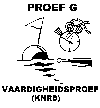 PROEF G
VAARDIGHEIDSPROEF
(KNRB)